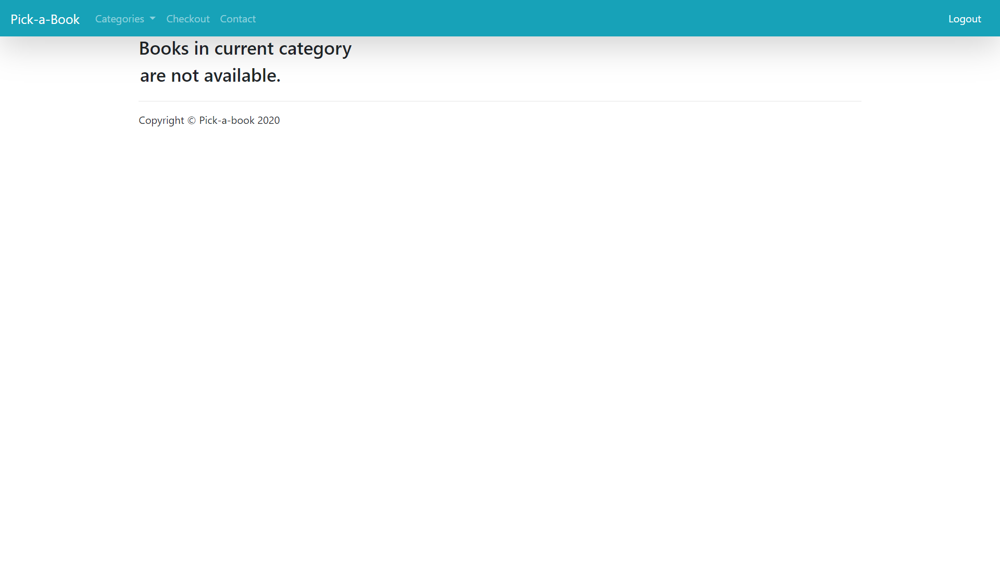 Pick-a-Book Categories Checkout Contact Logout
Books in current category
are not available.
Copyright © Pick-a-book 2020